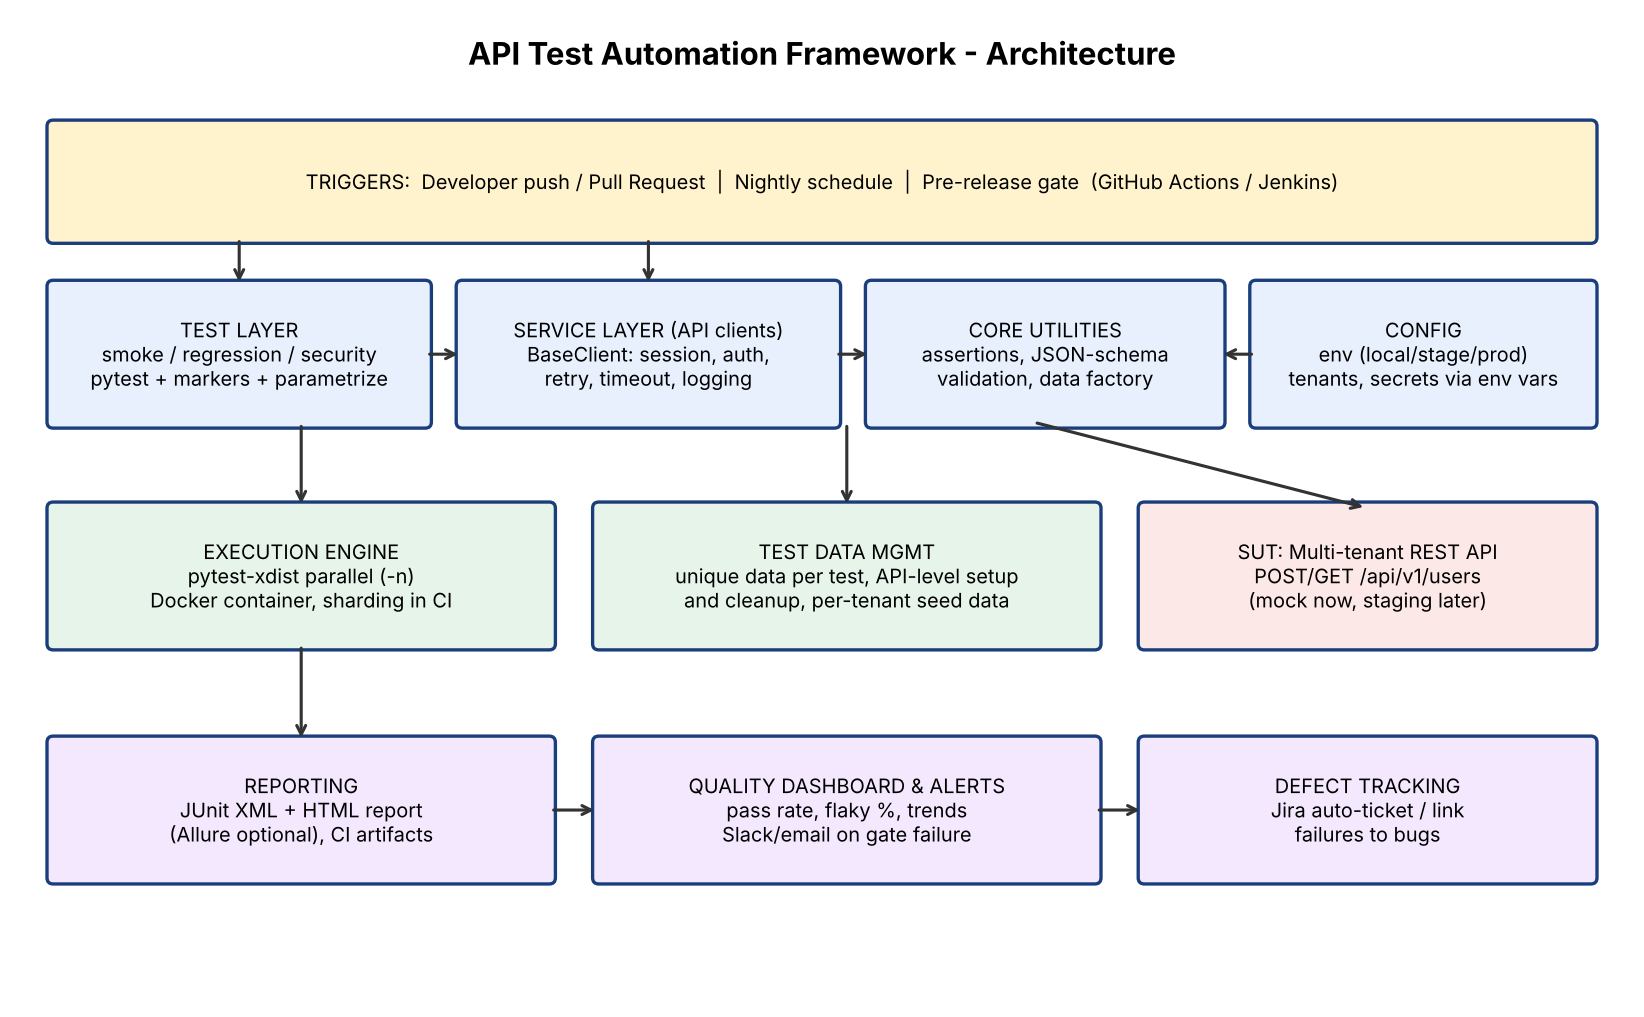 API Test Automation Framework - Architecture
TRIGGERS:  Developer push / Pull Request  |  Nightly schedule  |  Pre-release gate  (GitHub Actions / Jenkins)
TEST LAYER
smoke / regression / security
pytest + markers + parametrize
SERVICE LAYER (API clients)
BaseClient: session, auth,
retry, timeout, logging
CORE UTILITIES
assertions, JSON-schema
validation, data factory
CONFIG
env (local/stage/prod)
tenants, secrets via env vars
EXECUTION ENGINE
pytest-xdist parallel (-n)
Docker container, sharding in CI
TEST DATA MGMT
unique data per test, API-level setup
and cleanup, per-tenant seed data
SUT: Multi-tenant REST API
POST/GET /api/v1/users
(mock now, staging later)
REPORTING
JUnit XML + HTML report
(Allure optional), CI artifacts
QUALITY DASHBOARD & ALERTS
pass rate, flaky %, trends
Slack/email on gate failure
DEFECT TRACKING
Jira auto-ticket / link
failures to bugs